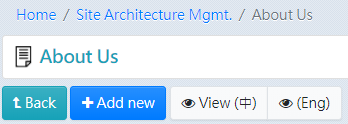 Home / Site Architecture Mgmt. / About Us
About Us
Back Add new View (中) (Eng)